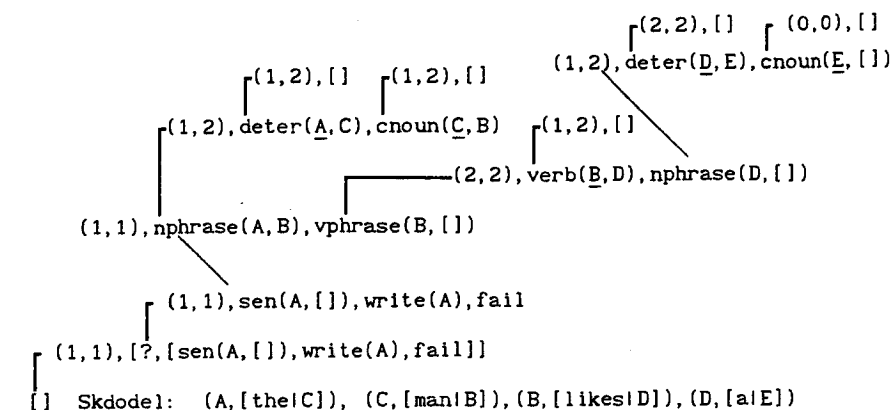 (2,2),[] (0,0),[]
(1,2),deter(D,E),cnoun(E,[])
(1,2),[] (1,2),[]
(1,2),deter(A,C),cnoun(C,B) (1,2),[]
(2,2),verb(B,D),nphrase(D,[])
(1,1),nphrase(A,B),vphrase(B,[])
(1,1),sen(A,[]),write(A),fail
(1,1),[?,[sen(A,[]),write(A),fail]]
[] Skdodel: (A,[the|C]), (C,[man|B]),(B,[likes|D]),(D,[a|E])